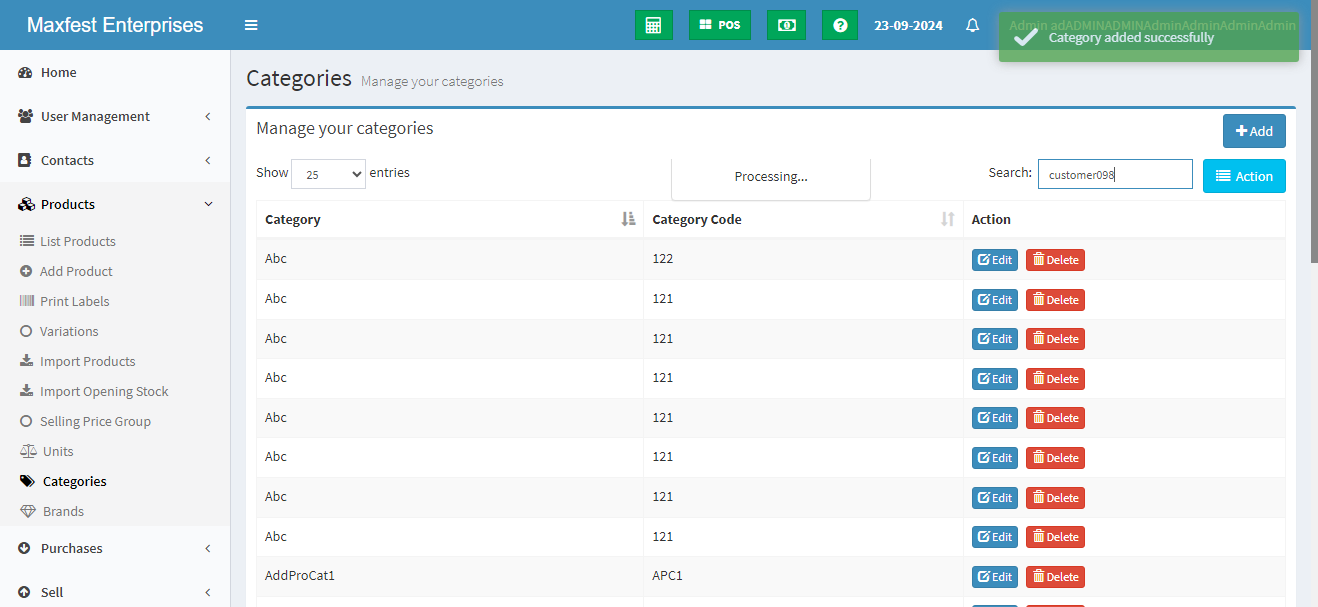 Maxfest Enterprises
POS
23-09-2024
Admin adADMINADMINAdminAdminAdminAdmin
Category added successfully
Home
User Management
Contacts
Products
List Products
Add Product
Print Labels
Variations
Import Products
Import Opening Stock
Selling Price Group
Units
Categories
Brands
Purchases
Sell
Categories Manage your categories
Manage your categories
Add
Show 25 entries
Processing...
Search: customer098
Action
Category Category Code Action
Abc 122 Edit Delete
Abc 121 Edit Delete
Abc 121 Edit Delete
Abc 121 Edit Delete
Abc 121 Edit Delete
Abc 121 Edit Delete
Abc 121 Edit Delete
Abc 121 Edit Delete
AddProCat1 APC1 Edit Delete